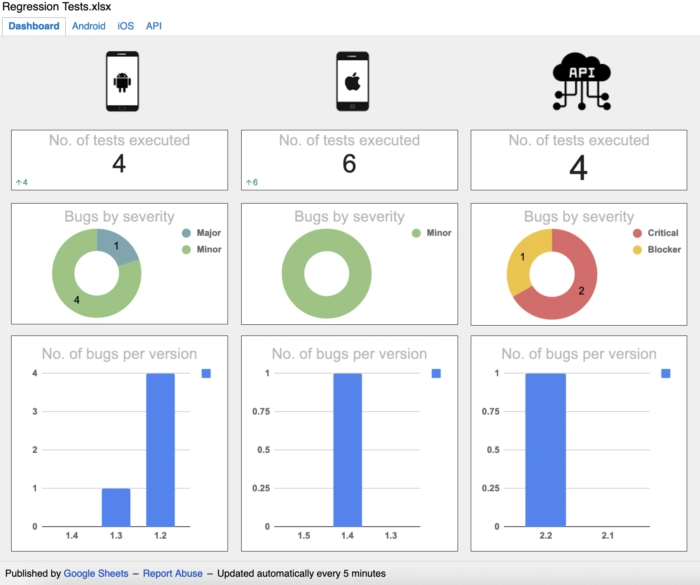 Regression Tests.xlsx
Dashboard Android iOS API
API
No. of tests executed
4
↑4
No. of tests executed
6
↑6
No. of tests executed
4
Bugs by severity
Major
Minor
1
4
Bugs by severity
Minor
Bugs by severity
Critical
Blocker
1
2
No. of bugs per version
4
3
2
1
0
1.4 1.3 1.2
No. of bugs per version
1
0.75
0.5
0.25
0
1.5 1.4 1.3
No. of bugs per version
1
0.75
0.5
0.25
0
2.2 2.1
Published by Google Sheets – Report Abuse – Updated automatically every 5 minutes